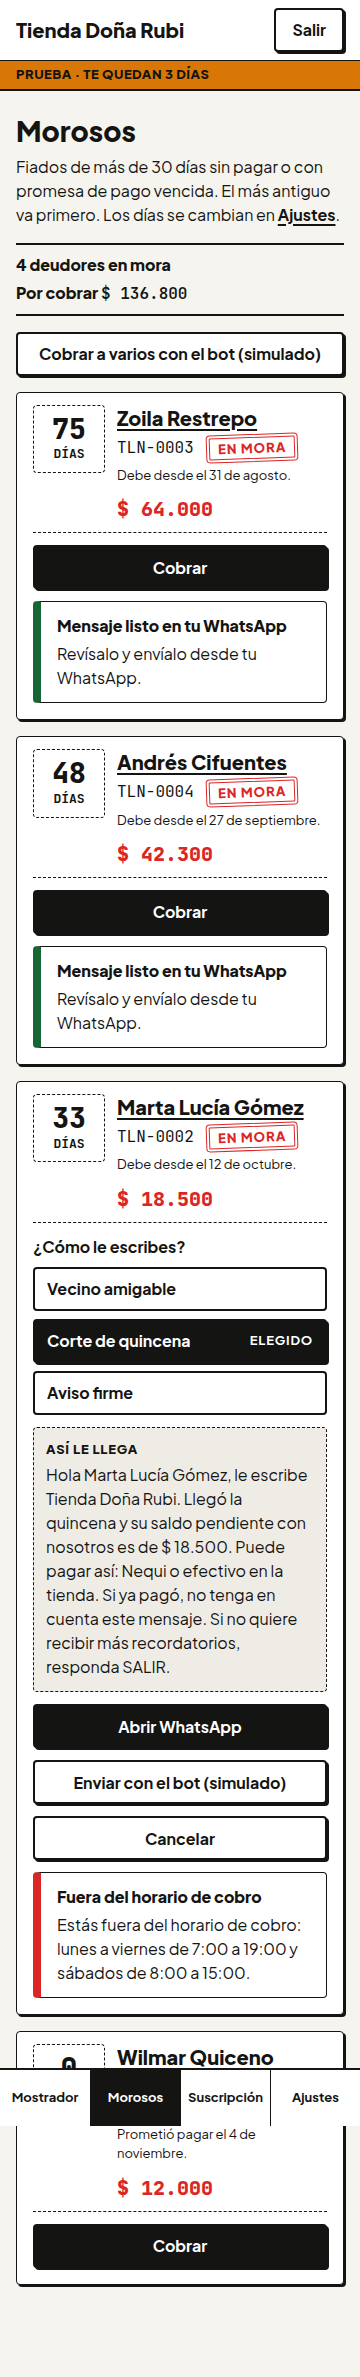 Tienda Doña Rubi
Salir
PRUEBA · TE QUEDAN 3 DÍAS
Morosos
Fiados de más de 30 días sin pagar o con
promesa de pago vencida. El más antiguo
va primero. Los días se cambian en Ajustes.
4 deudores en mora
Por cobrar $ 136.800
Cobrar a varios con el bot (simulado)
75
DÍAS
Zoila Restrepo
TLN-0003 EN MORA
Debe desde el 31 de agosto.
$ 64.000
Cobrar
Mensaje listo en tu WhatsApp
Revísalo y envíalo desde tu
WhatsApp.
48
DÍAS
Andrés Cifuentes
TLN-0004 EN MORA
Debe desde el 27 de septiembre.
$ 42.300
Cobrar
Mensaje listo en tu WhatsApp
Revísalo y envíalo desde tu
WhatsApp.
33
DÍAS
Marta Lucía Gómez
TLN-0002 EN MORA
Debe desde el 12 de octubre.
$ 18.500
¿Cómo le escribes?
Vecino amigable
Corte de quincena ELEGIDO
Aviso firme
ASÍ LE LLEGA
Hola Marta Lucía Gómez, le escribe
Tienda Doña Rubi. Llegó la
quincena y su saldo pendiente con
nosotros es de $ 18.500. Puede
pagar así: Nequi o efectivo en la
tienda. Si ya pagó, no tenga en
cuenta este mensaje. Si no quiere
recibir más recordatorios,
responda SALIR.
Abrir WhatsApp
Enviar con el bot (simulado)
Cancelar
Fuera del horario de cobro
Estás fuera del horario de cobro:
lunes a viernes de 7:00 a 19:00 y
sábados de 8:00 a 15:00.
Wilmar Quiceno
Mostrador Morosos Suscripción Ajustes
Prometió pagar el 4 de
noviembre.
$ 12.000
Cobrar